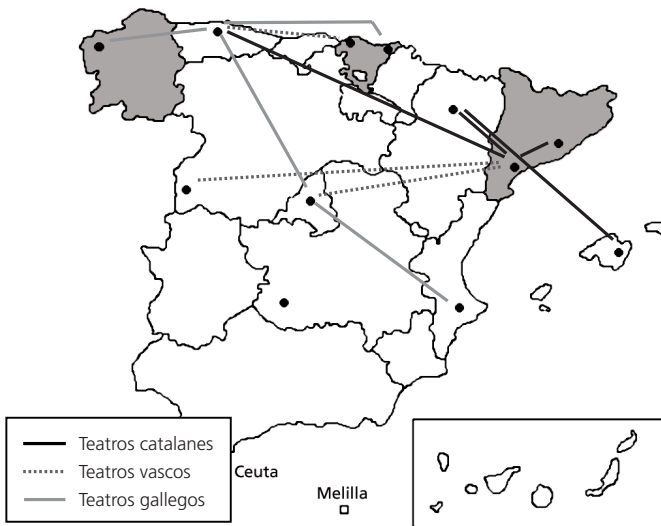 Teatros catalanes
Teatros vascos
Teatros gallegos
Ceuta
Melilla